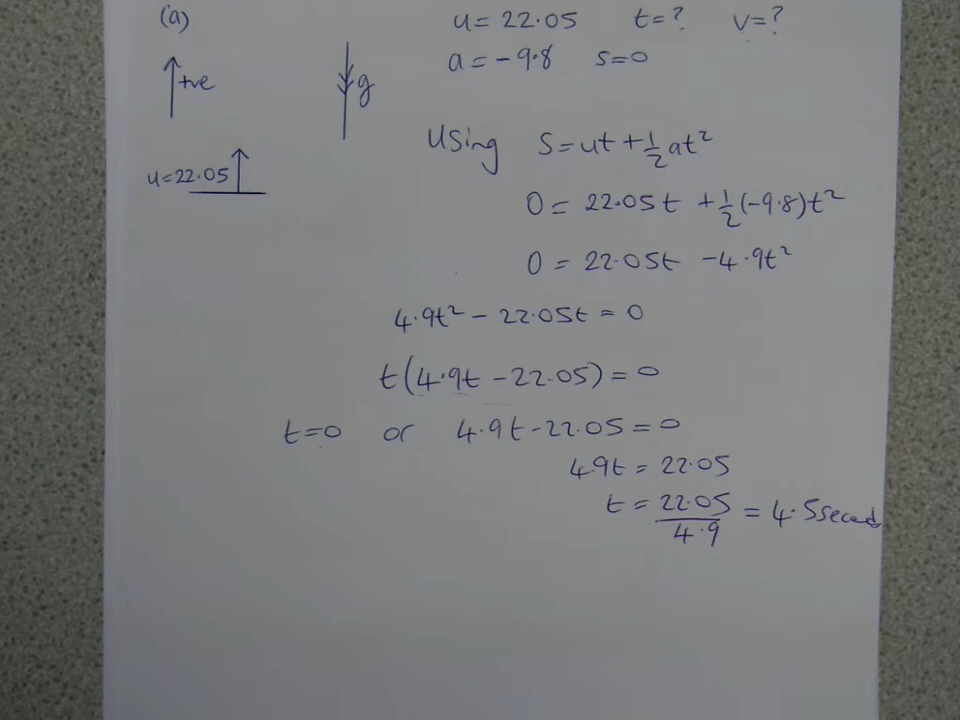 (a)
u = 22.05 t = ? v = ?
a = -9.8 s = 0
+ve
g
u = 22.05
Using s = ut + 1/2 at²
0 = 22.05t + 1/2 (-9.8)t²
0 = 22.05t - 4.9t²
4.9t² - 22.05t = 0
t(4.9t - 22.05) = 0
t = 0 or 4.9t - 22.05 = 0
4.9t = 22.05
t = 22.05/4.9 = 4.5 seconds